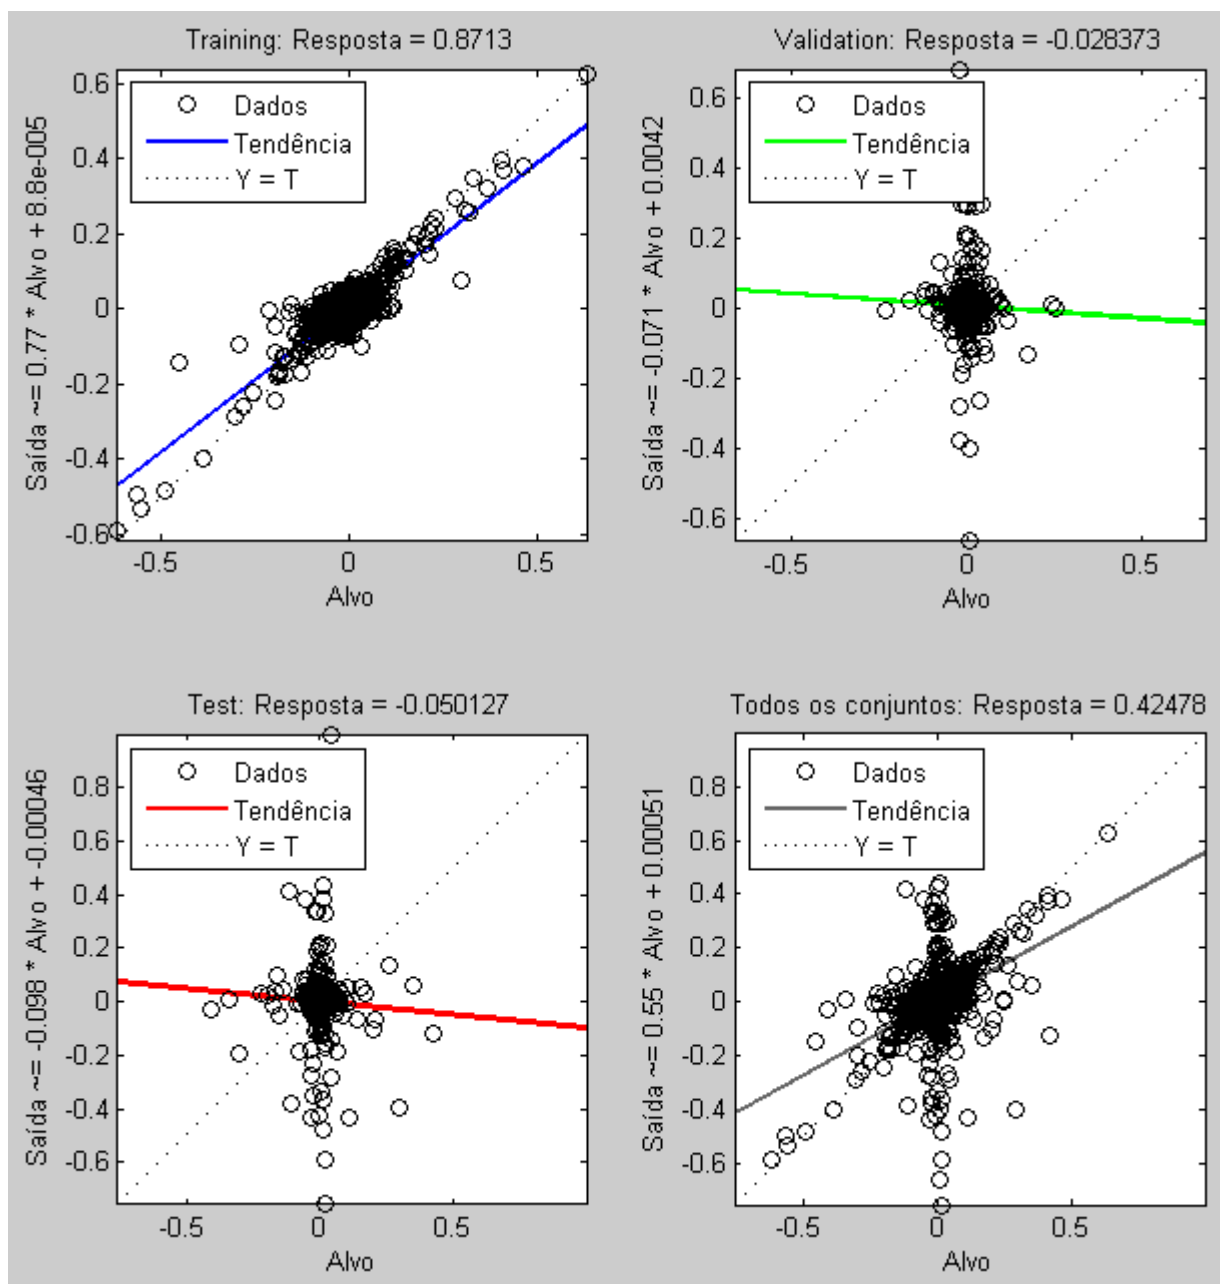 Training: Resposta = 0.8713
Saída ~= 0.77 * Alvo + 8.8e-005
0.6
0.4
0.2
0
-0.2
-0.4
-0.6
Dados
Tendência
Y = T
-0.5
0
0.5
Alvo
Validation: Resposta = -0.028373
Saída ~= -0.071 * Alvo + 0.0042
0.6
0.4
0.2
0
-0.2
-0.4
-0.6
Dados
Tendência
Y = T
-0.5
0
0.5
Alvo
Test: Resposta = -0.050127
Saída ~= -0.098 * Alvo + -0.00046
0.8
0.6
0.4
0.2
0
-0.2
-0.4
-0.6
Dados
Tendência
Y = T
-0.5
0
0.5
Alvo
Todos os conjuntos: Resposta = 0.42478
Saída ~= 0.55 * Alvo + 0.00051
0.8
0.6
0.4
0.2
0
-0.2
-0.4
-0.6
Dados
Tendência
Y = T
-0.5
0
0.5
Alvo